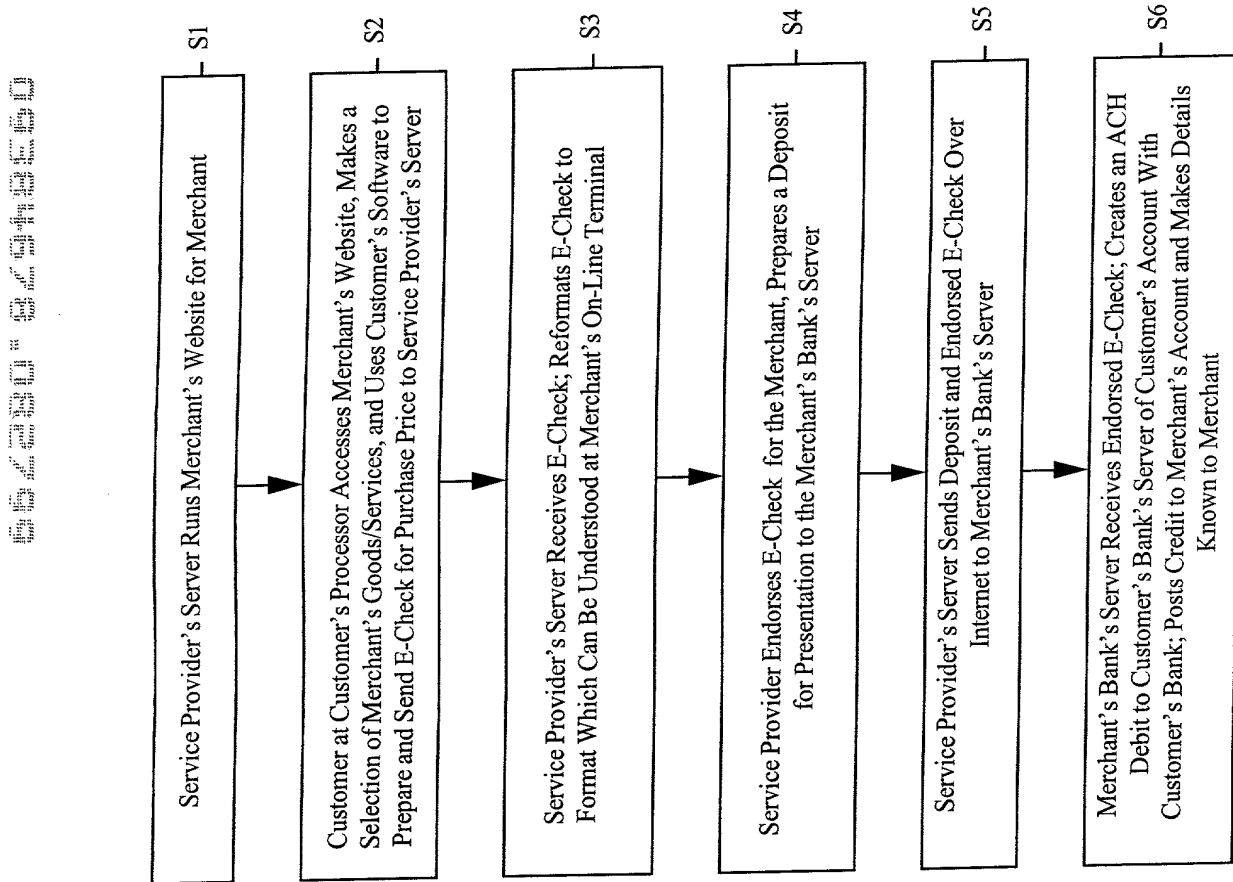 Service Provider's Server Runs Merchant's Website for Merchant
S1
Customer at Customer's Processor Accesses Merchant's Website, Makes a
Selection of Merchant's Goods/Services, and Uses Customer's Software to
Prepare and Send E-Check for Purchase Price to Service Provider's Server
S2
Service Provider's Server Receives E-Check; Reformats E-Check to
Format Which Can Be Understood at Merchant's On-Line Terminal
S3
Service Provider Endorses E-Check for the Merchant, Prepares a Deposit
for Presentation to the Merchant's Bank's Server
S4
Service Provider's Server Sends Deposit and Endorsed E-Check Over
Internet to Merchant's Bank's Server
S5
Merchant's Bank's Server Receives Endorsed E-Check; Creates an ACH
Debit to Customer's Bank's Server of Customer's Account With
Customer's Bank; Posts Credit to Merchant's Account and Makes Details
Known to Merchant
S6